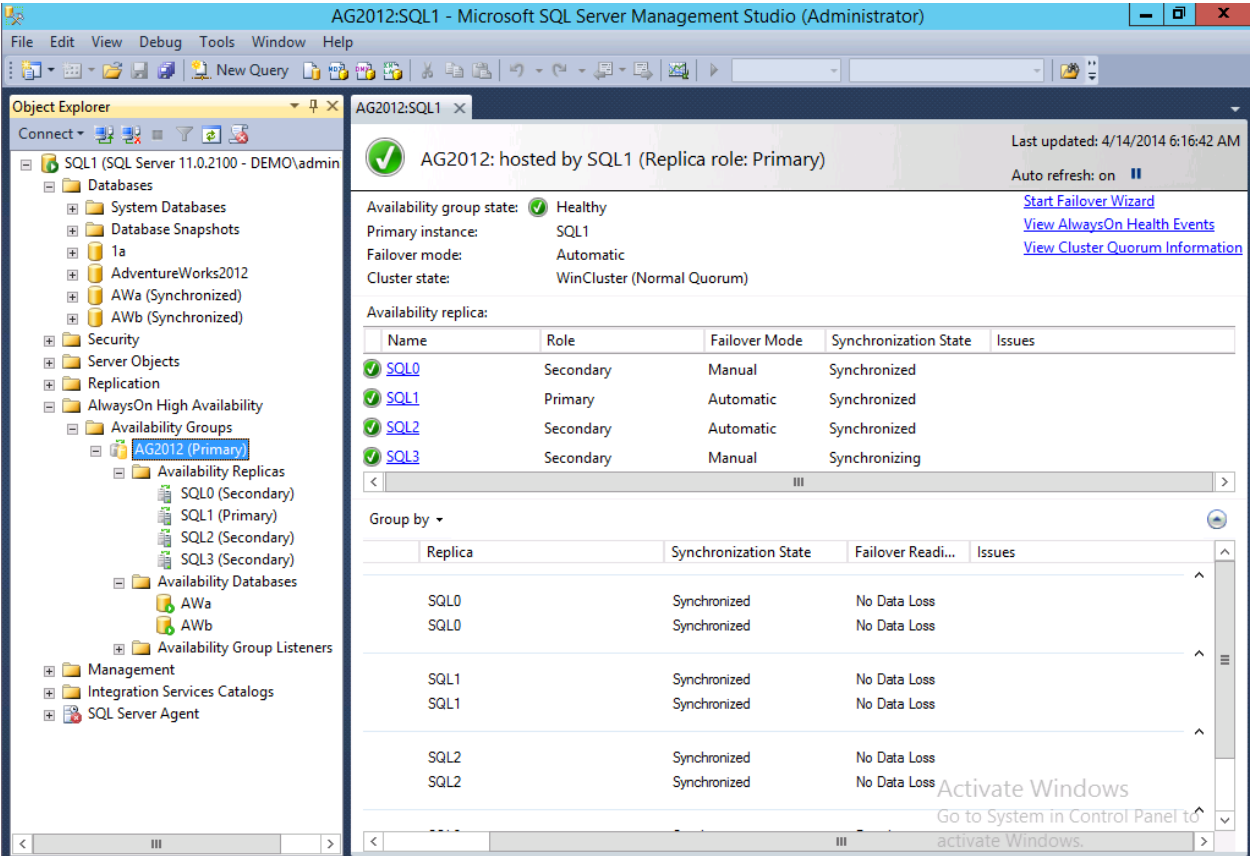 AG2012:SQL1 - Microsoft SQL Server Management Studio (Administrator)
File Edit View Debug Tools Window Help
New Query
Object Explorer
Connect
SQL1 (SQL Server 11.0.2100 - DEMO\admin
Databases
System Databases
Database Snapshots
1a
AdventureWorks2012
AWa (Synchronized)
AWb (Synchronized)
Security
Server Objects
Replication
AlwaysOn High Availability
Availability Groups
AG2012 (Primary)
Availability Replicas
SQL0 (Secondary)
SQL1 (Primary)
SQL2 (Secondary)
SQL3 (Secondary)
Availability Databases
AWa
AWb
Availability Group Listeners
Management
Integration Services Catalogs
SQL Server Agent
AG2012:SQL1
AG2012: hosted by SQL1 (Replica role: Primary)
Last updated: 4/14/2014 6:16:42 AM
Auto refresh: on
Start Failover Wizard
View AlwaysOn Health Events
View Cluster Quorum Information
Availability group state: Healthy
Primary instance: SQL1
Failover mode: Automatic
Cluster state: WinCluster (Normal Quorum)
Availability replica:
Name Role Failover Mode Synchronization State Issues
SQL0 Secondary Manual Synchronized
SQL1 Primary Automatic Synchronized
SQL2 Secondary Automatic Synchronized
SQL3 Secondary Manual Synchronizing
Group by
Replica Synchronization State Failover Readi... Issues
SQL0 Synchronized No Data Loss
SQL0 Synchronized No Data Loss
SQL1 Synchronized No Data Loss
SQL1 Synchronized No Data Loss
SQL2 Synchronized No Data Loss
SQL2 Synchronized No Data Loss
Activate Windows
Go to System in Control Panel to
activate Windows.